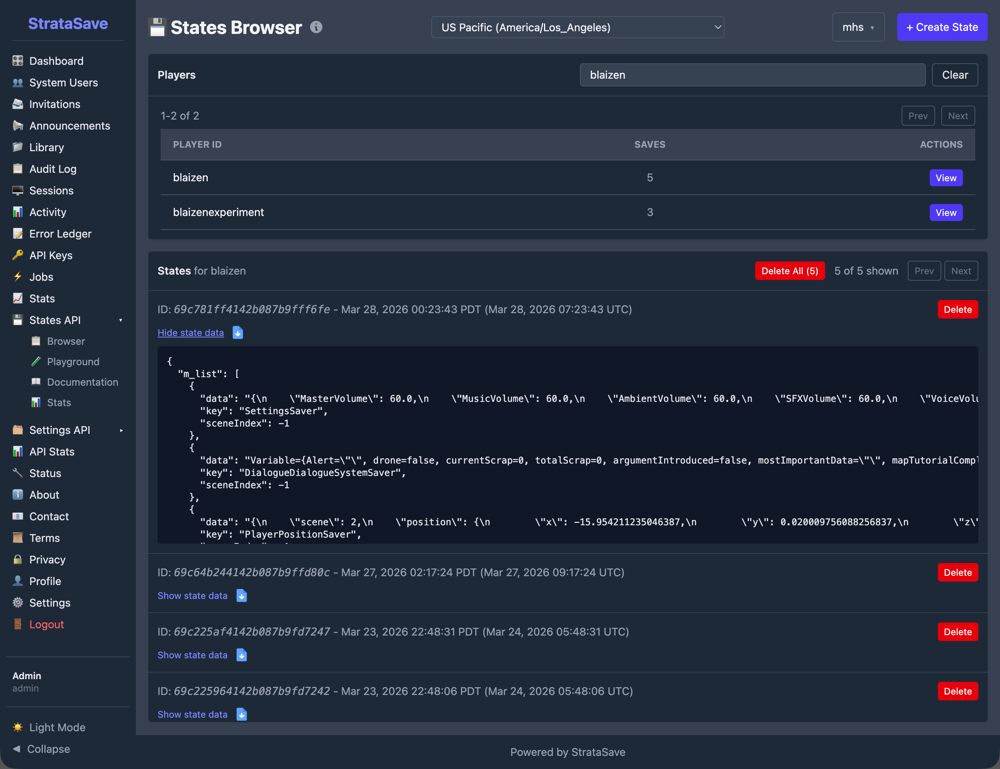 StrataSave
Dashboard
System Users
Invitations
Announcements
Library
Audit Log
Sessions
Activity
Error Ledger
API Keys
Jobs
Stats
States API
Browser
Playground
Documentation
Stats
Settings API
API Stats
Status
About
Contact
Terms
Privacy
Profile
Settings
Logout
Admin
admin
Light Mode
Collapse
States Browser
US Pacific (America/Los_Angeles)
mhs
+ Create State
Players
blaizen
Clear
1-2 of 2
Prev Next
PLAYER ID SAVES ACTIONS
blaizen 5 View
blaizenexperiment 3 View
States for blaizen
Delete All (5) 5 of 5 shown Prev Next
ID: 69c781ff4142b087b9fff6fe - Mar 28, 2026 00:23:43 PDT (Mar 28, 2026 07:23:43 UTC) Delete
Hide state data
{
"m_list": [
{
"data": "{\n    \"MasterVolume\": 60.0,\n    \"MusicVolume\": 60.0,\n    \"AmbientVolume\": 60.0,\n    \"SFXVolume\": 60.0,\n    \"VoiceVolu
"key": "SettingsSaver",
"sceneIndex": -1
},
{
"data": "Variable={Alert=\"\", drone=false, currentScrap=0, totalScrap=0, argumentIntroduced=false, mostImportantData=\"\", mapTutorialCompl
"key": "DialogueDialogueSystemSaver",
"sceneIndex": -1
},
{
"data": "{\n    \"scene\": 2,\n    \"position\": {\n        \"x\": -15.954211235046387,\n        \"y\": 0.020009756088256837,\n        \"z\"
"key": "PlayerPositionSaver",
ID: 69c64b244142b087b9ffd80c - Mar 27, 2026 02:17:24 PDT (Mar 27, 2026 09:17:24 UTC) Delete
Show state data
ID: 69c225af4142b087b9fd7247 - Mar 23, 2026 22:48:31 PDT (Mar 24, 2026 05:48:31 UTC) Delete
Show state data
ID: 69c225964142b087b9fd7242 - Mar 23, 2026 22:48:06 PDT (Mar 24, 2026 05:48:06 UTC) Delete
Show state data
Powered by StrataSave